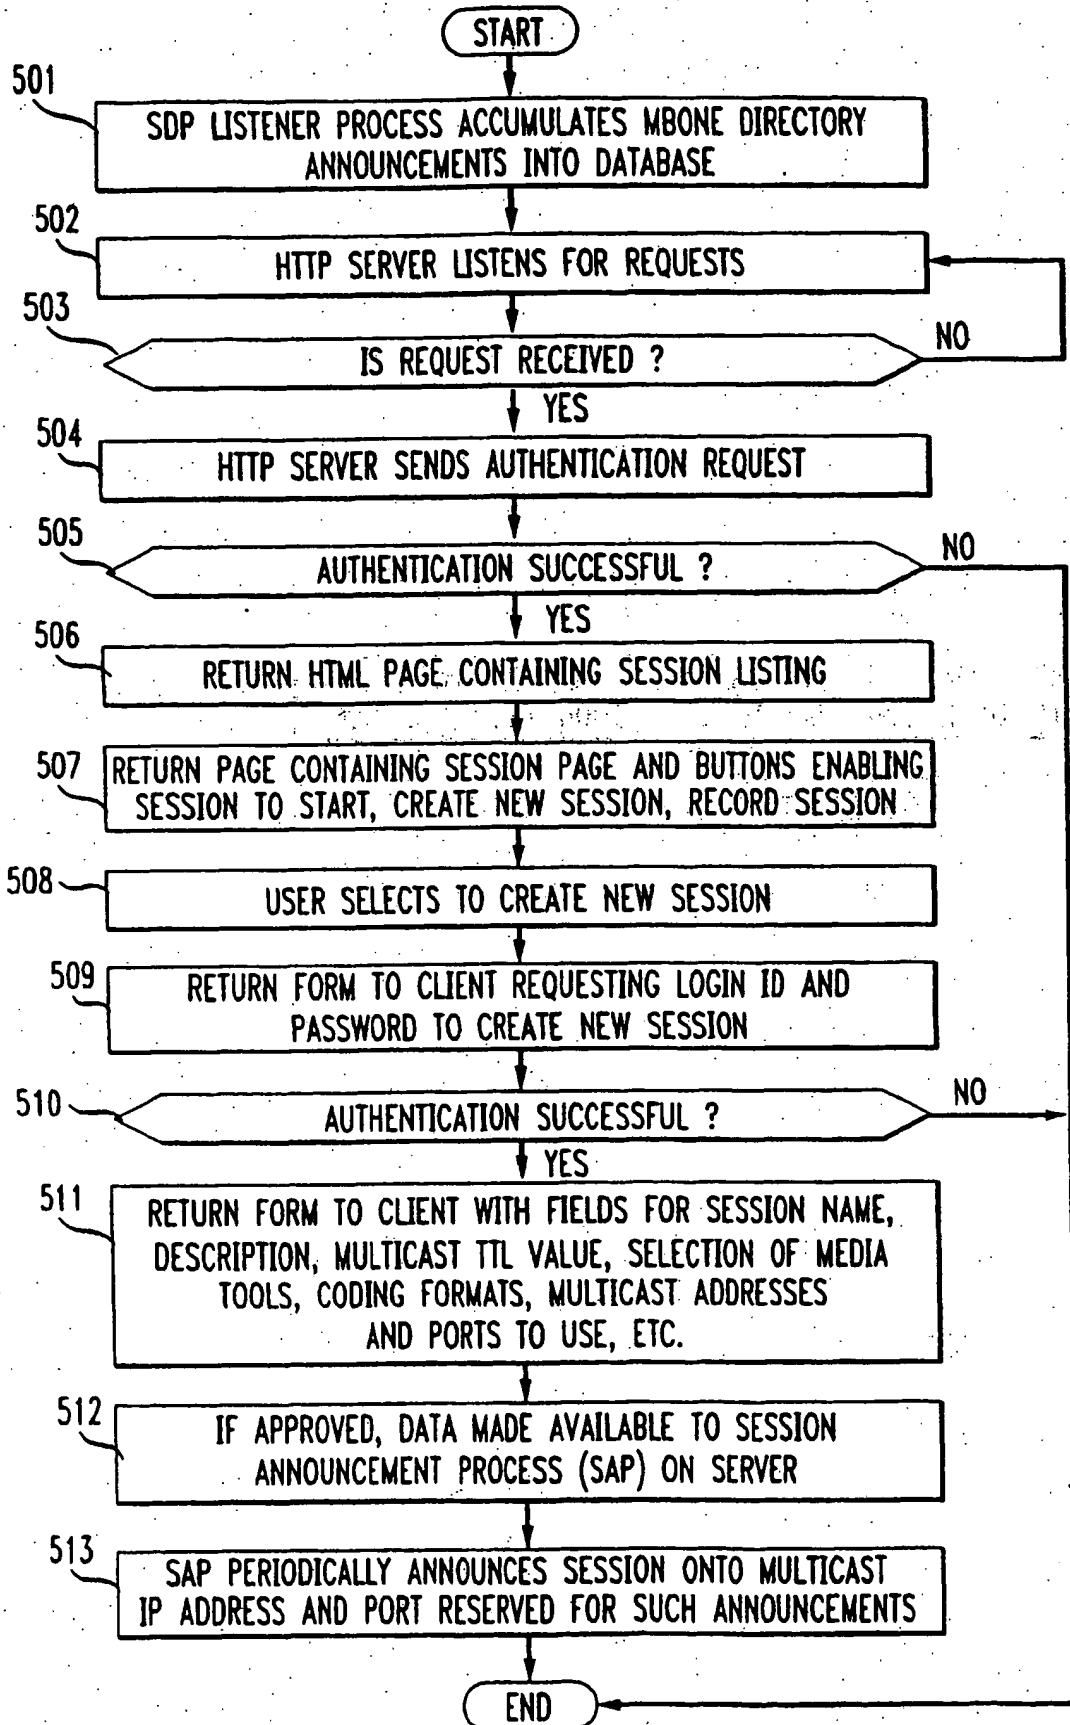 START
501
SDP LISTENER PROCESS ACCUMULATES MBONE DIRECTORY
ANNOUNCEMENTS INTO DATABASE
502
HTTP SERVER LISTENS FOR REQUESTS
503
IS REQUEST RECEIVED ?
NO
YES
504
HTTP SERVER SENDS AUTHENTICATION REQUEST
505
AUTHENTICATION SUCCESSFUL ?
NO
YES
506
RETURN HTML PAGE CONTAINING SESSION LISTING
507
RETURN PAGE CONTAINING SESSION PAGE AND BUTTONS ENABLING
SESSION TO START, CREATE NEW SESSION, RECORD SESSION
508
USER SELECTS TO CREATE NEW SESSION
509
RETURN FORM TO CLIENT REQUESTING LOGIN ID AND
PASSWORD TO CREATE NEW SESSION
510
AUTHENTICATION SUCCESSFUL ?
NO
YES
511
RETURN FORM TO CLIENT WITH FIELDS FOR SESSION NAME,
DESCRIPTION, MULTICAST TTL VALUE, SELECTION OF MEDIA
TOOLS, CODING FORMATS, MULTICAST ADDRESSES
AND PORTS TO USE, ETC.
512
IF APPROVED, DATA MADE AVAILABLE TO SESSION
ANNOUNCEMENT PROCESS (SAP) ON SERVER
513
SAP PERIODICALLY ANNOUNCES SESSION ONTO MULTICAST
IP ADDRESS AND PORT RESERVED FOR SUCH ANNOUNCEMENTS
END